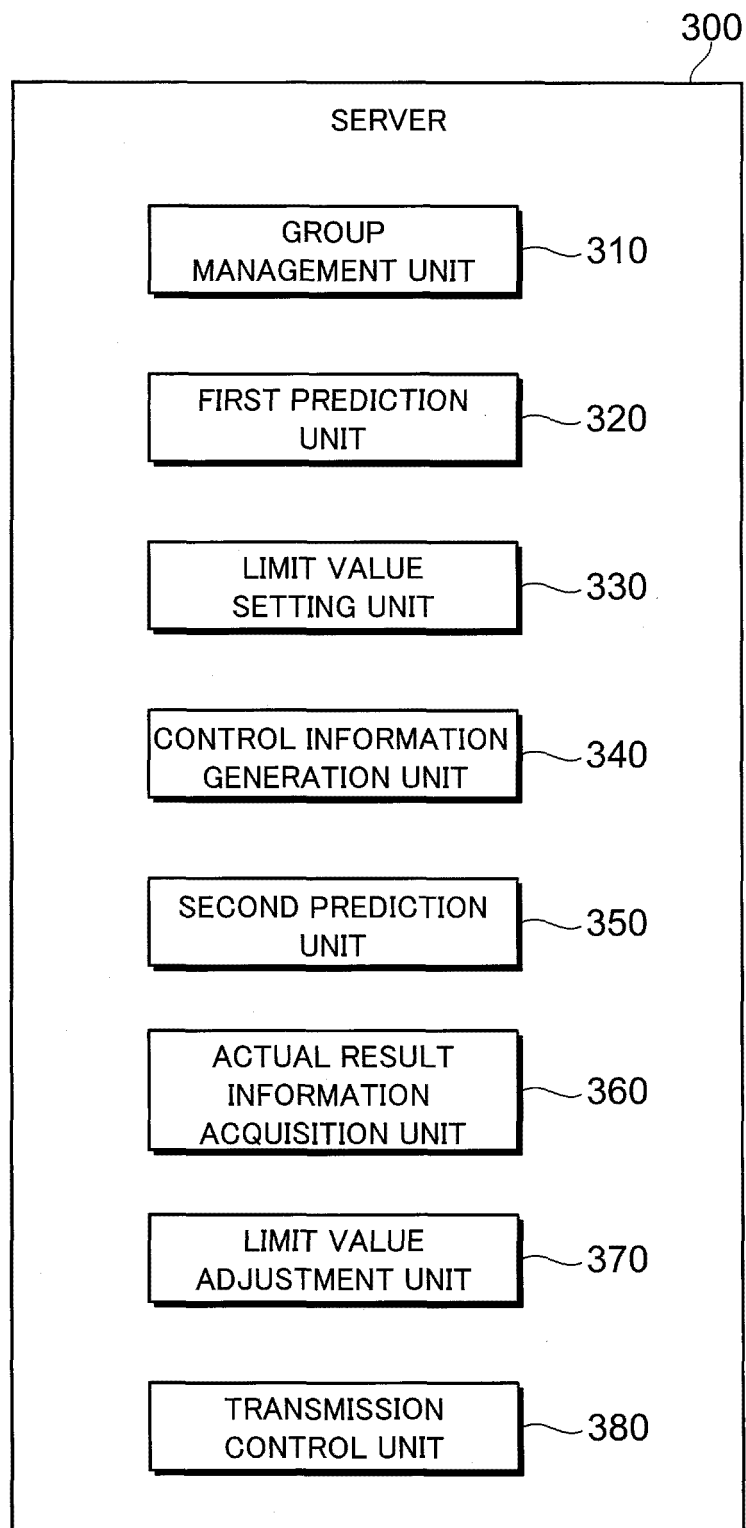 300
SERVER
GROUP
MANAGEMENT UNIT
310
FIRST PREDICTION
UNIT
320
LIMIT VALUE
SETTING UNIT
330
CONTROL INFORMATION
GENERATION UNIT
340
SECOND PREDICTION
UNIT
350
ACTUAL RESULT
INFORMATION
ACQUISITION UNIT
360
LIMIT VALUE
ADJUSTMENT UNIT
370
TRANSMISSION
CONTROL UNIT
380